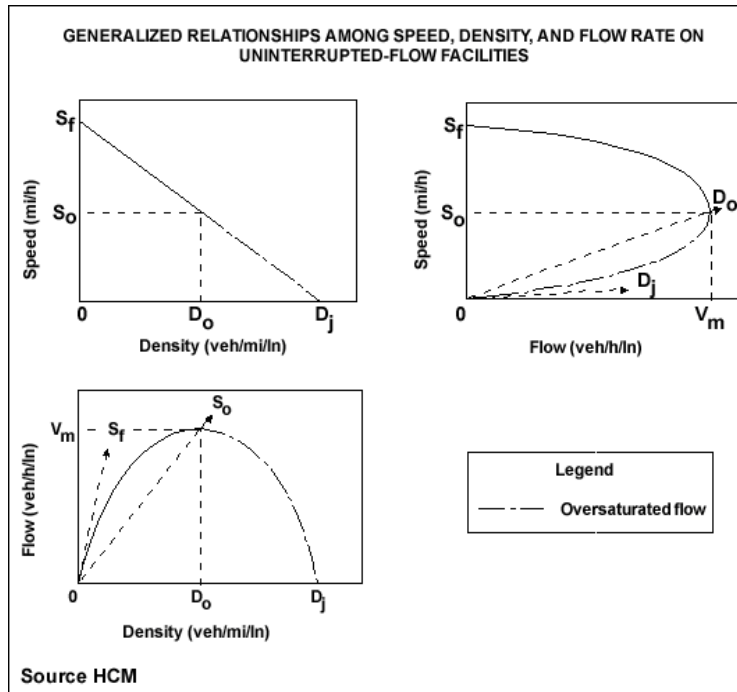 GENERALIZED RELATIONSHIPS AMONG SPEED, DENSITY, AND FLOW RATE ON
UNINTERRUPTED-FLOW FACILITIES
Sf
So
Speed (mi/h)
0
Do
Dj
Density (veh/mi/ln)
Sf
So
Speed (mi/h)
Do
Dj
0
Vm
Flow (veh/h/ln)
Vm
Sf
So
Flow (veh/h/ln)
0
Do
Dj
Density (veh/mi/ln)
Legend
Oversaturated flow
Source HCM